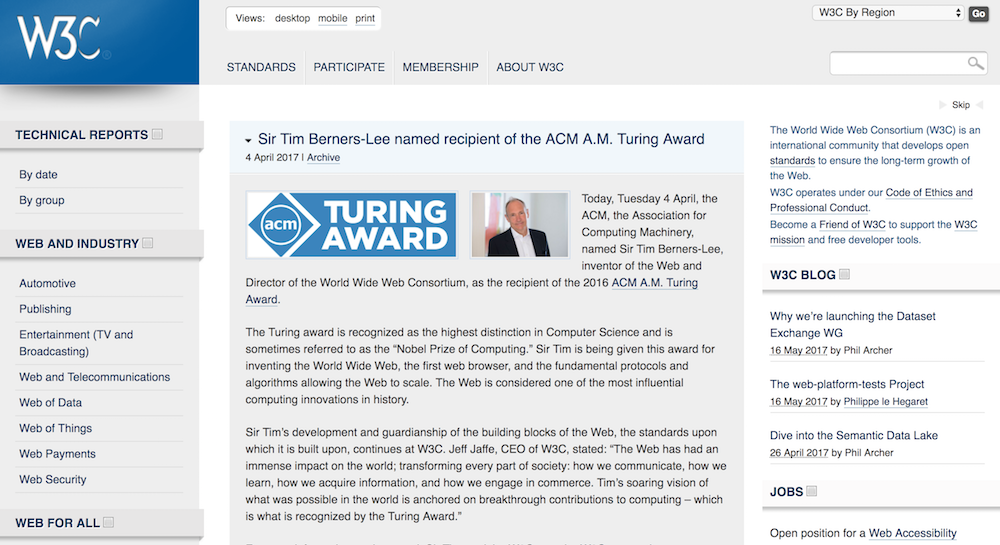 W3C
Views: desktop mobile print
W3C By Region
Go
STANDARDS PARTICIPATE MEMBERSHIP ABOUT W3C
Skip
TECHNICAL REPORTS
By date
By group
WEB AND INDUSTRY
Automotive
Publishing
Entertainment (TV and
Broadcasting)
Web and Telecommunications
Web of Data
Web of Things
Web Payments
Web Security
WEB FOR ALL
Sir Tim Berners-Lee named recipient of the ACM A.M. Turing Award
4 April 2017 | Archive
acm
TURING
AWARD
Today, Tuesday 4 April, the
ACM, the Association for
Computing Machinery,
named Sir Tim Berners-Lee,
inventor of the Web and
Director of the World Wide Web Consortium, as the recipient of the 2016 ACM A.M. Turing
Award.
The Turing award is recognized as the highest distinction in Computer Science and is
sometimes referred to as the “Nobel Prize of Computing.” Sir Tim is being given this award for
inventing the World Wide Web, the first web browser, and the fundamental protocols and
algorithms allowing the Web to scale. The Web is considered one of the most influential
computing innovations in history.
Sir Tim’s development and guardianship of the building blocks of the Web, the standards upon
which it is built upon, continues at W3C. Jeff Jaffe, CEO of W3C, stated: “The Web has had an
immense impact on the world; transforming every part of society: how we communicate, how we
learn, how we acquire information, and how we engage in commerce. Tim’s soaring vision of
what was possible in the world is anchored on breakthrough contributions to computing – which
is what is recognized by the Turing Award.”
The World Wide Web Consortium (W3C) is an
international community that develops open
standards to ensure the long-term growth of
the Web.
W3C operates under our Code of Ethics and
Professional Conduct.
Become a Friend of W3C to support the W3C
mission and free developer tools.
W3C BLOG
Why we’re launching the Dataset
Exchange WG
16 May 2017 by Phil Archer
The web-platform-tests Project
16 May 2017 by Philippe le Hegaret
Dive into the Semantic Data Lake
26 April 2017 by Phil Archer
JOBS
Open position for a Web Accessibility